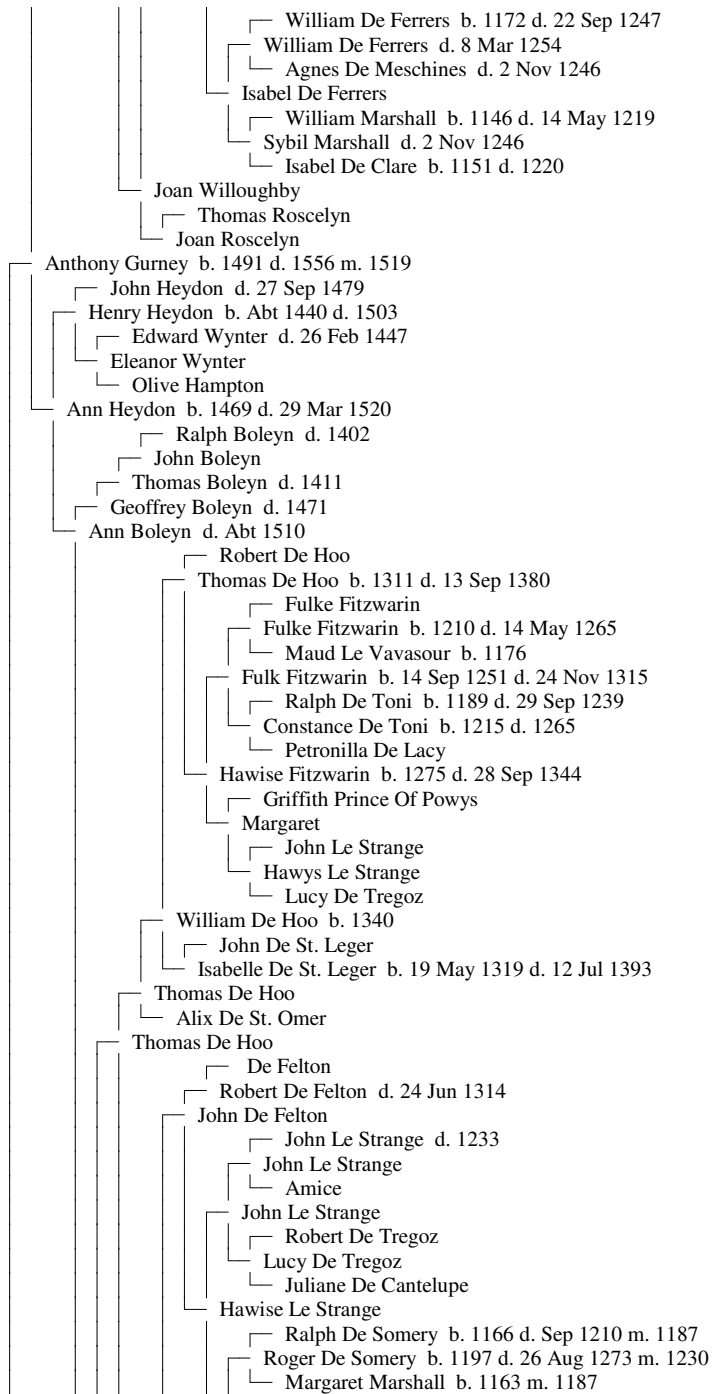 William De Ferrers b. 1172 d. 22 Sep 1247
William De Ferrers d. 8 Mar 1254
Agnes De Meschines d. 2 Nov 1246
Isabel De Ferrers
William Marshall b. 1146 d. 14 May 1219
Sybil Marshall d. 2 Nov 1246
Isabel De Clare b. 1151 d. 1220
Joan Willoughby
Thomas Roscelyn
Joan Roscelyn
Anthony Gurney b. 1491 d. 1556 m. 1519
John Heydon d. 27 Sep 1479
Henry Heydon b. Abt 1440 d. 1503
Edward Wynter d. 26 Feb 1447
Eleanor Wynter
Olive Hampton
Ann Heydon b. 1469 d. 29 Mar 1520
Ralph Boleyn d. 1402
John Boleyn
Thomas Boleyn d. 1411
Geoffrey Boleyn d. 1471
Ann Boleyn d. Abt 1510
Robert De Hoo
Thomas De Hoo b. 1311 d. 13 Sep 1380
Fulke Fitzwarin
Fulke Fitzwarin b. 1210 d. 14 May 1265
Maud Le Vavasour b. 1176
Fulk Fitzwarin b. 14 Sep 1251 d. 24 Nov 1315
Ralph De Toni b. 1189 d. 29 Sep 1239
Constance De Toni b. 1215 d. 1265
Petronilla De Lacy
Hawise Fitzwarin b. 1275 d. 28 Sep 1344
Griffith Prince Of Powys
Margaret
John Le Strange
Hawys Le Strange
Lucy De Tregoz
William De Hoo b. 1340
John De St. Leger
Isabelle De St. Leger b. 19 May 1319 d. 12 Jul 1393
Thomas De Hoo
Alix De St. Omer
Thomas De Hoo
De Felton
Robert De Felton d. 24 Jun 1314
John De Felton
John Le Strange d. 1233
John Le Strange
Amice
John Le Strange
Robert De Tregoz
Lucy De Tregoz
Juliane De Cantelupe
Hawise Le Strange
Ralph De Somery b. 1166 d. Sep 1210 m. 1187
Roger De Somery b. 1197 d. 26 Aug 1273 m. 1230
Margaret Marshall b. 1163 m. 1187